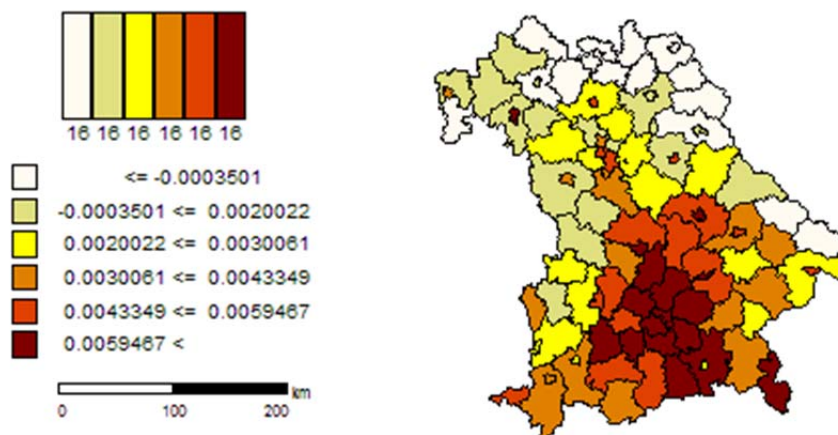 16 16 16 16 16 16
<= -0.0003501
-0.0003501 <= 0.0020022
0.0020022 <= 0.0030061
0.0030061 <= 0.0043349
0.0043349 <= 0.0059467
0.0059467 <
km
0 100 200